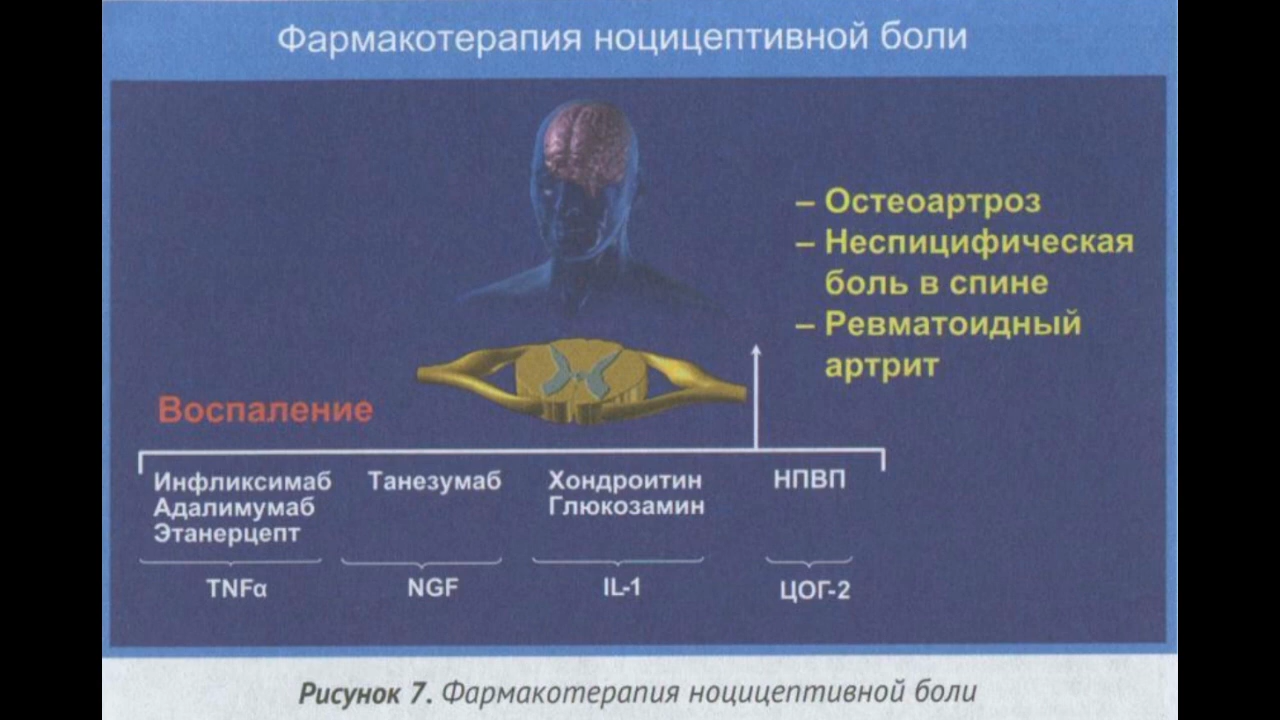 Фармакотерапия ноцицептивной боли
– Остеоартроз
– Неспицифическая
боль в спине
– Ревматоидный
артрит
Воспаление
Инфликсимаб
Адалимумаб
Этанерцепт
Танезумаб
Хондроитин
Глюкозамин
НПВП
TNFα
NGF
IL-1
ЦОГ-2
Рисунок 7. Фармакотерапия ноцицептивной боли